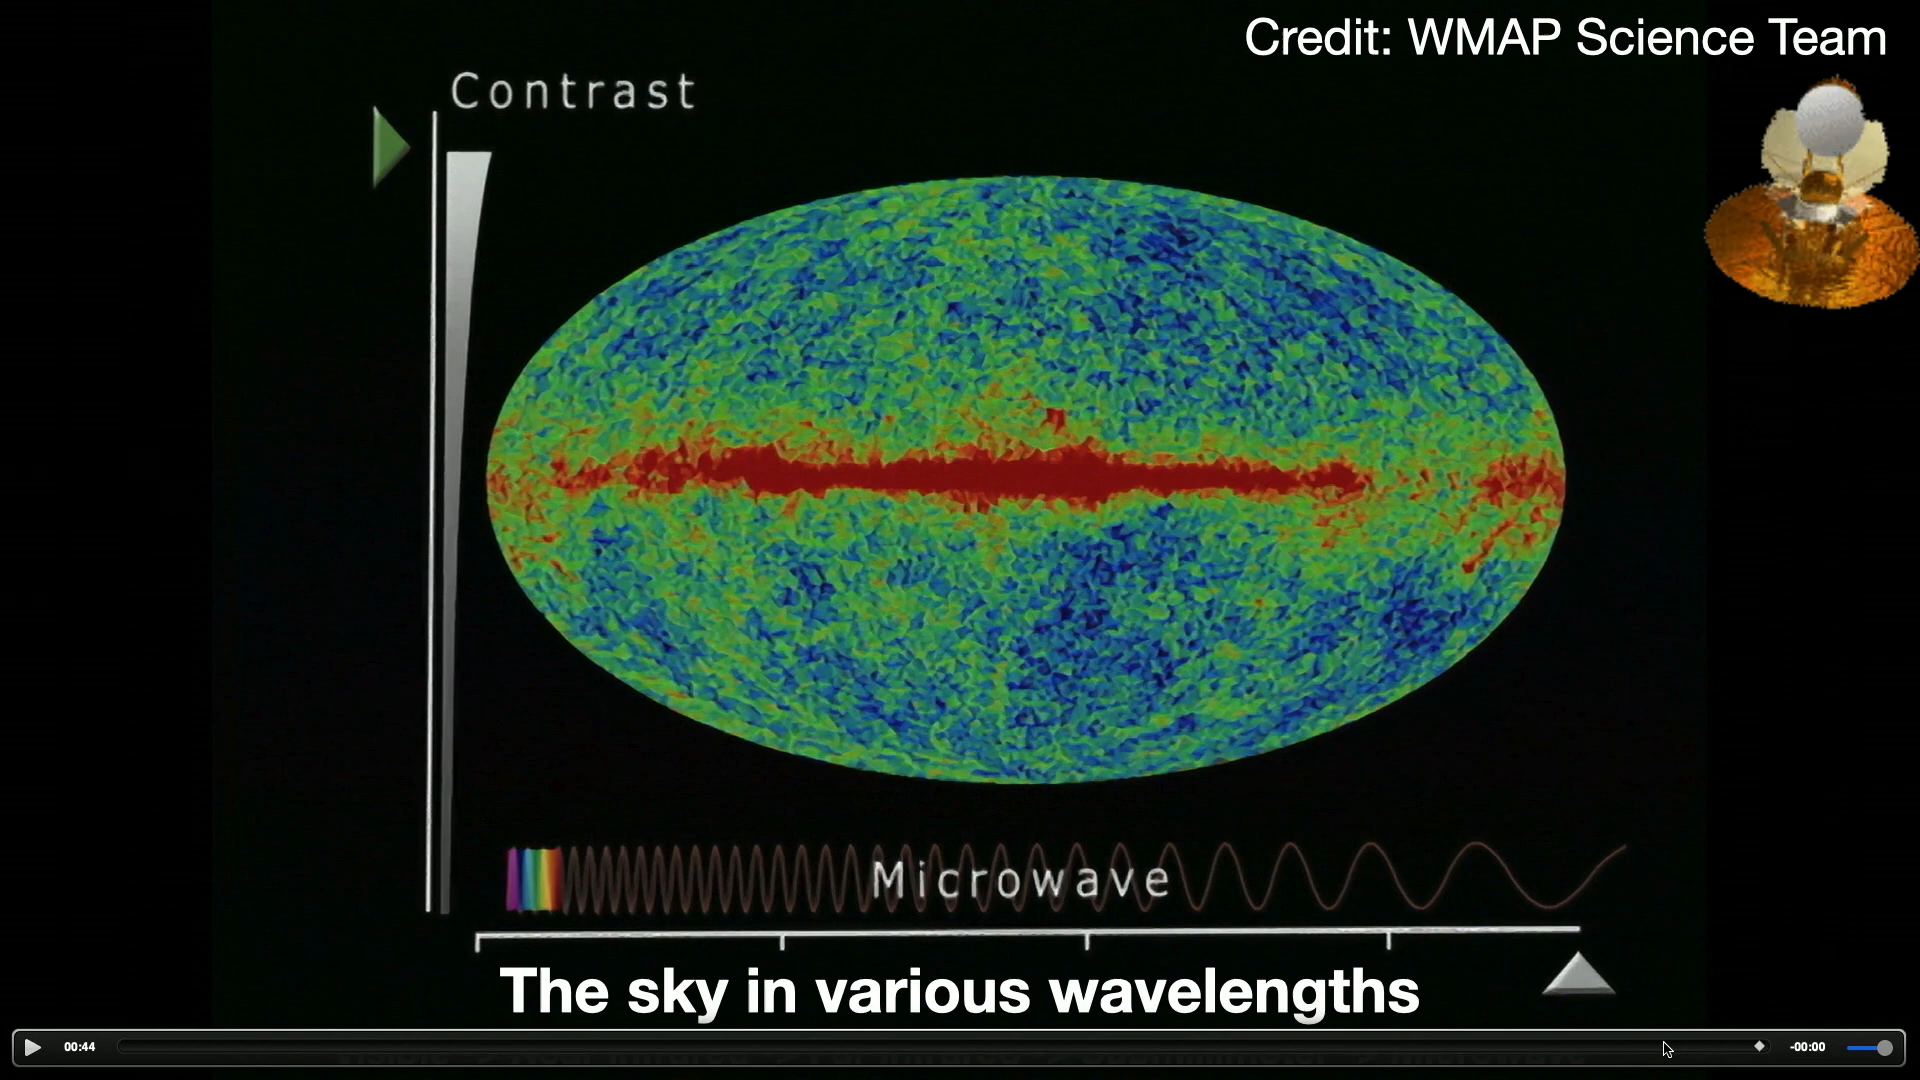 Credit: WMAP Science Team
Contrast
Microwave
The sky in various wavelengths
00:44
-00:00